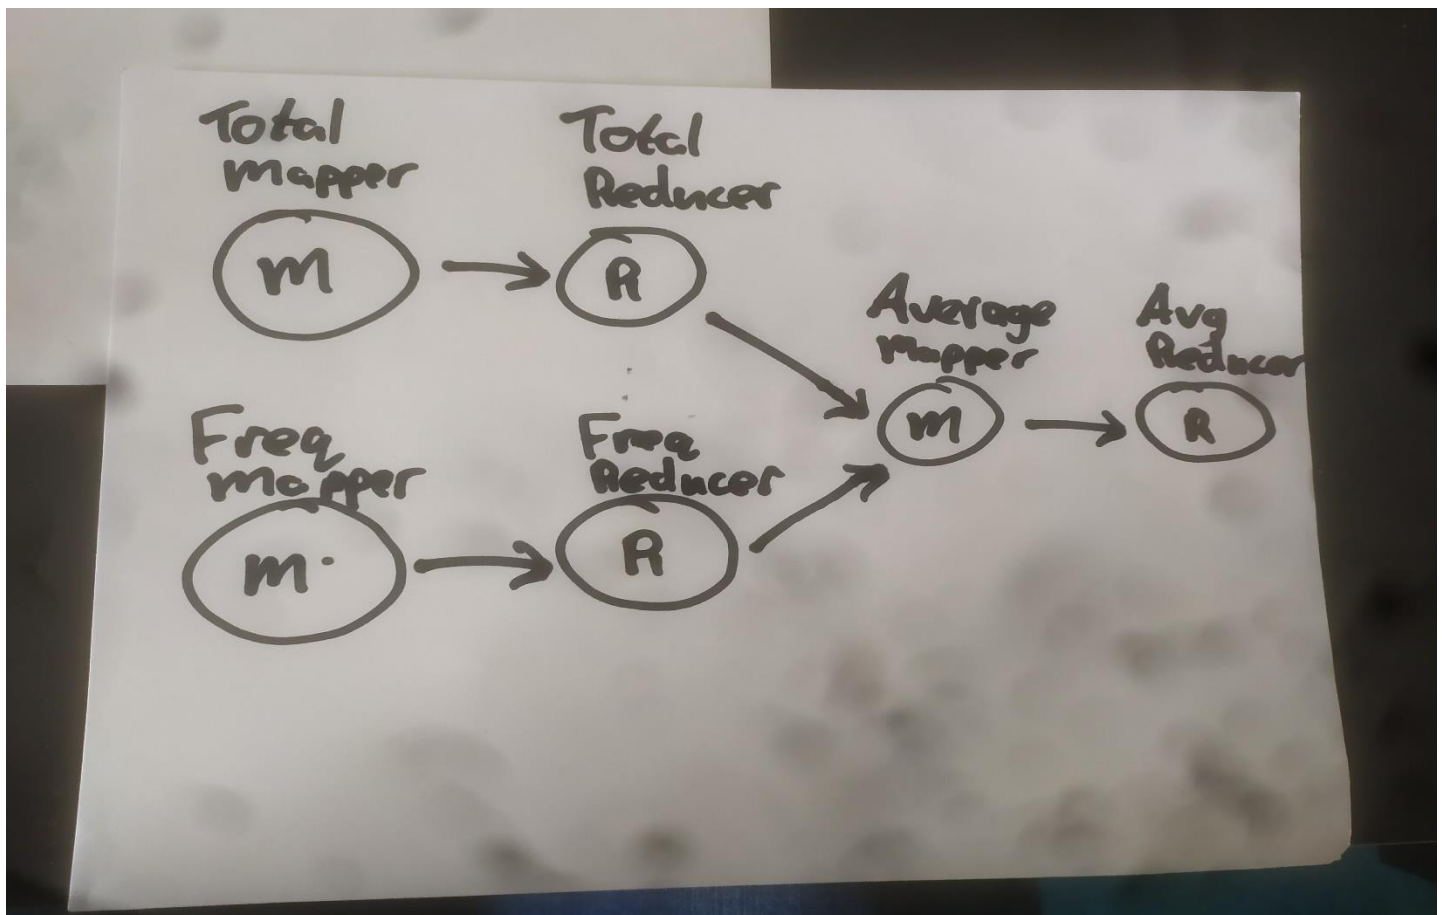 Total
Mapper
M
Total
Reducer
R
Average
Mapper
M
Avg
Reducer
R
Freq
Mapper
M
Freq
Reducer
R